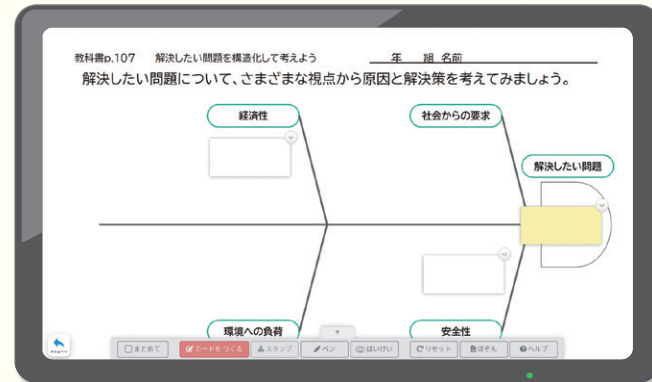 教科書p.107　解決したい問題を構造化して考えよう　年　組 名前
解決したい問題について、さまざまな視点から原因と解決策を考えてみましょう。
経済性
社会からの要求
解決したい問題
環境への負荷
安全性
まとめて
カードをつくる
スタンプ
ペン
はいけい
リセット
ほぞん
ヘルプ